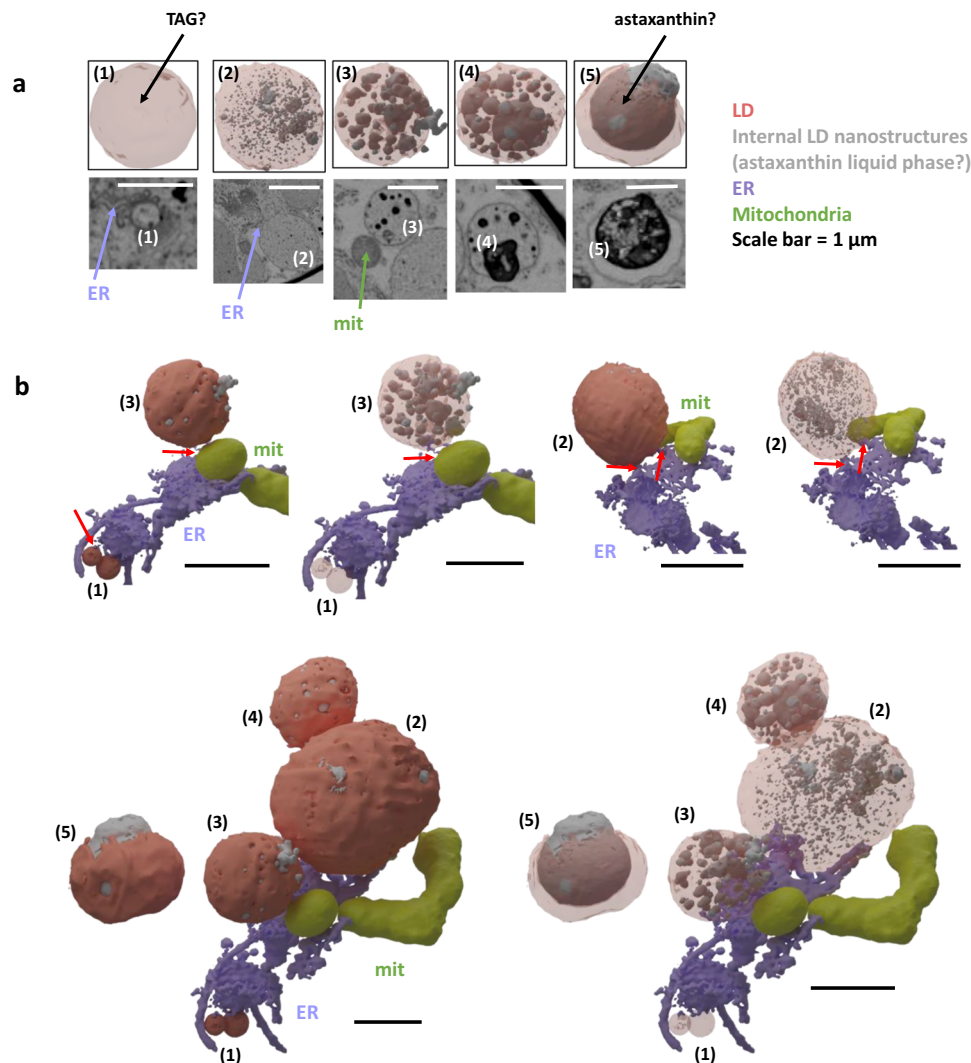 TAG?
astaxanthin?
a
(1)
(2)
(3)
(4)
(5)
LD
Internal LD nanostructures
(astaxanthin liquid phase?)
ER
Mitochondria
Scale bar = 1 µm
(1)
(2)
(3)
(4)
(5)
ER
ER
mit
b
(3)
mit
ER
(1)
(3)
(1)
(2)
mit
ER
(2)
(4)
(2)
(5)
(3)
mit
ER
(1)
(4)
(2)
(5)
(3)
(1)